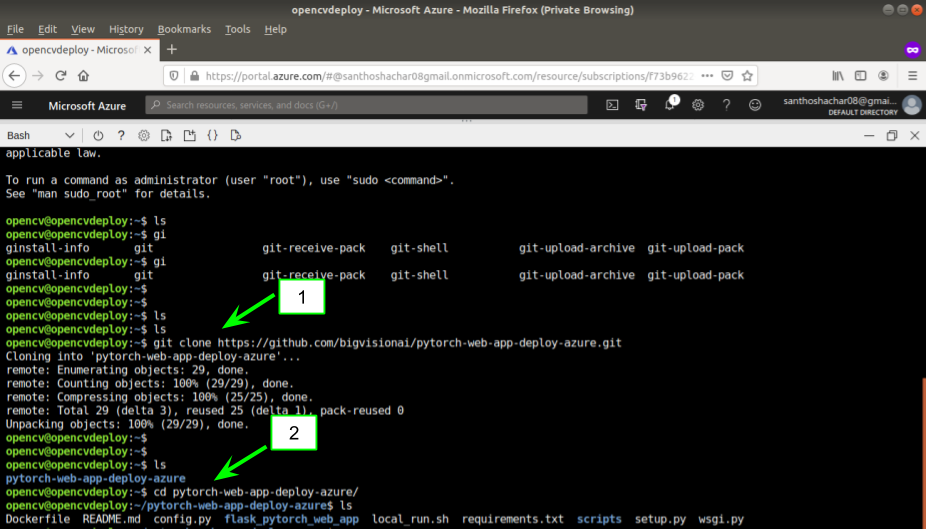 opencvdeploy - Microsoft Azure - Mozilla Firefox (Private Browsing)
File Edit View History Bookmarks Tools Help
opencvdeploy - Microsof
https://portal.azure.com/#@santhoshachar08gmail.onmicrosoft.com/resource/subscriptions/f73b9622
Microsoft Azure Search resources, services, and docs (G+/) 1 santhoshachar08@gmai...
DEFAULT DIRECTORY
Bash
applicable law.
To run a command as administrator (user "root"), use "sudo <command>".
See "man sudo_root" for details.
opencv@opencvdeploy:~$ ls
opencv@opencvdeploy:~$ gi
ginstall-info git git-receive-pack git-shell git-upload-archive git-upload-pack
opencv@opencvdeploy:~$ gi
ginstall-info git git-receive-pack git-shell git-upload-archive git-upload-pack
opencv@opencvdeploy:~$
opencv@opencvdeploy:~$
1
opencv@opencvdeploy:~$ ls
opencv@opencvdeploy:~$ ls
opencv@opencvdeploy:~$ git clone https://github.com/bigvisionai/pytorch-web-app-deploy-azure.git
Cloning into 'pytorch-web-app-deploy-azure'...
remote: Enumerating objects: 29, done.
remote: Counting objects: 100% (29/29), done.
remote: Compressing objects: 100% (25/25), done.
remote: Total 29 (delta 3), reused 25 (delta 1), pack-reused 0
Unpacking objects: 100% (29/29), done.
opencv@opencvdeploy:~$
2
opencv@opencvdeploy:~$
opencv@opencvdeploy:~$ ls
pytorch-web-app-deploy-azure
opencv@opencvdeploy:~$ cd pytorch-web-app-deploy-azure/
opencv@opencvdeploy:~/pytorch-web-app-deploy-azure$ ls
Dockerfile README.md config.py flask_pytorch_web_app local_run.sh requirements.txt scripts setup.py wsgi.py